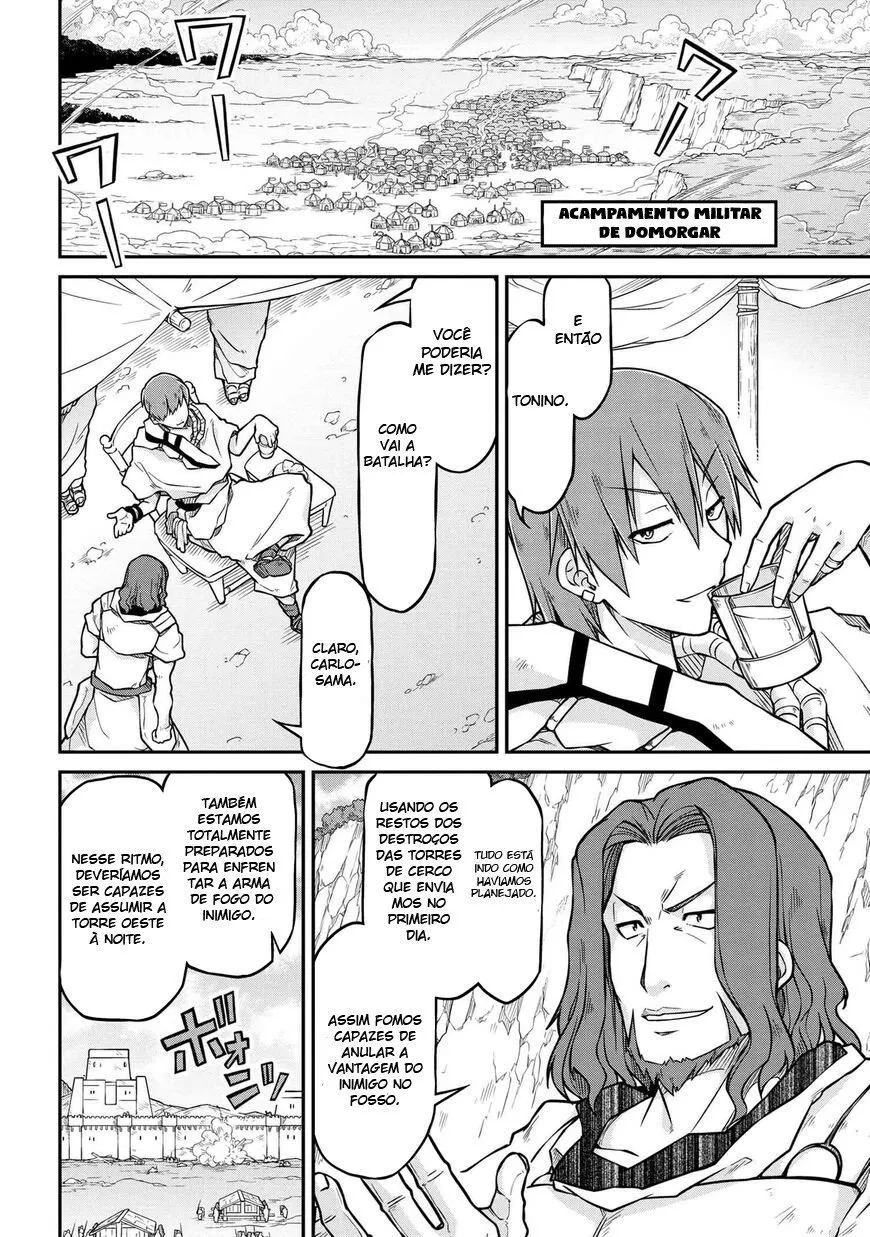 ワー
ワー
ACAMPAMENTO MILITAR
DE DOMORGAR
E
ENTÃO
TONINO.
VOCÊ
PODERIA
ME DIZER?
COMO
VAI A
BATALHA?
CLARO,
CARLO-
SAMA.
TUDO ESTÁ
INDO COMO
HAVIAMOS
PLANEJADO.
USANDO OS
RESTOS DOS
DESTROÇOS
DAS TORRES
DE CERCO
QUE ENVIA
MOS NO
PRIMEIRO
DIA.
ASSIM FOMOS
CAPAZES DE
ANULAR A
VANTAGEM DO
INIMIGO NO
FOSSO.
TAMBÉM
ESTAMOS
TOTALMENTE
PREPARADOS
PARA ENFREN
TAR A ARMA
DE FOGO DO
INIMIGO.
NESSE RITMO,
DEVERÍAMOS
SER CAPAZES
DE ASSUMIR A
TORRE OESTE
À NOITE.
ボォンッ